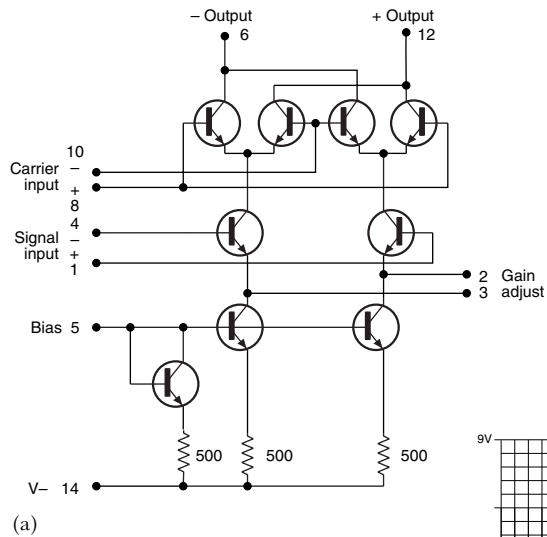 – Output
+ Output
6
12
10
Carrier –
input +
8
4
Signal –
input +
1
2 Gain
3 adjust
Bias 5
500
500
500
V– 14
9V
(a)